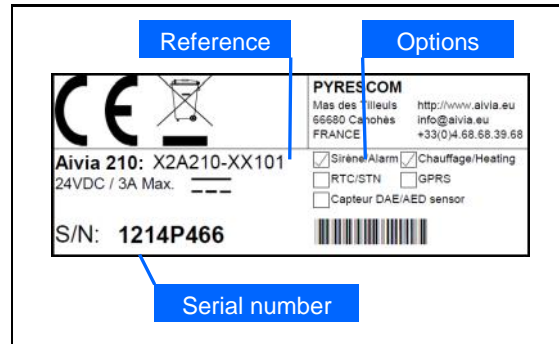 Reference
Options
CE
PYRESCOM
Mas des Tilleuls http://www.aivia.eu
66680 Canohès info@aivia.eu
FRANCE +33(0)4.68.68.39.68
Aivia 210: X2A210-XX101
24VDC / 3A Max.
Sirène/Alarm Chauffage/Heating
RTC/STN GPRS
Capteur DAE/AED sensor
S/N: 1214P466
Serial number